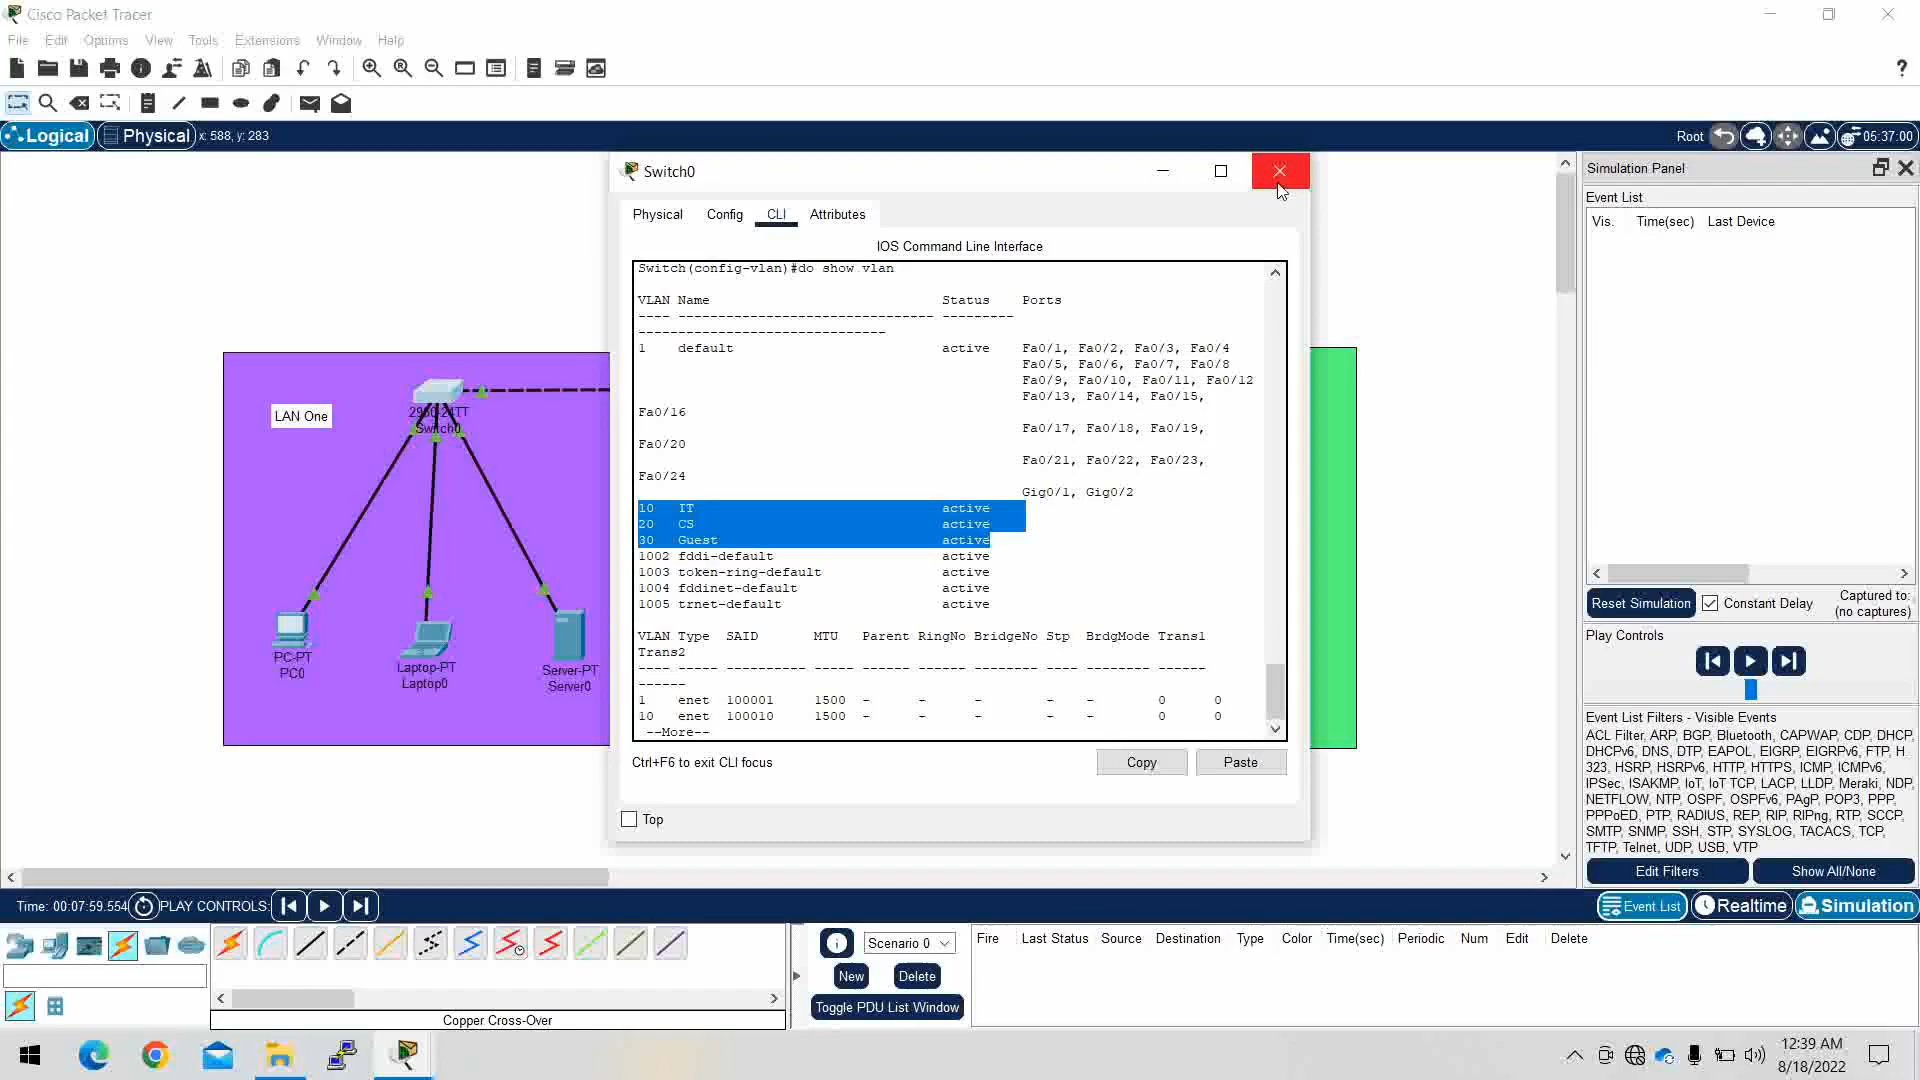 Cisco Packet Tracer
File Edit Options View Tools Extensions Window Help
?
Logical Physical x: 588, y: 283 Root 05:37:00
Switch0
Physical Config CLI Attributes
IOS Command Line Interface
Switch(config-vlan)#do show vlan
VLAN Name Status Ports
---- -------------------------------- ---------
-------------------------------
1 default active Fa0/1, Fa0/2, Fa0/3, Fa0/4
Fa0/5, Fa0/6, Fa0/7, Fa0/8
Fa0/9, Fa0/10, Fa0/11, Fa0/12
Fa0/13, Fa0/14, Fa0/15,
Fa0/16
Fa0/17, Fa0/18, Fa0/19,
Fa0/20
Fa0/21, Fa0/22, Fa0/23,
Fa0/24
Gig0/1, Gig0/2
10 IT active
20 CS active
30 Guest active
1002 fddi-default active
1003 token-ring-default active
1004 fddinet-default active
1005 trnet-default active
VLAN Type SAID MTU Parent RingNo BridgeNo Stp BrdgMode Trans1
Trans2
---- ----- ---------- ----- ------ ------ -------- ---- -------- ------
------
1 enet 100001 1500 - - - - - 0 0
10 enet 100010 1500 - - - - - 0 0
--More--
Ctrl+F6 to exit CLI focus
Copy Paste
Top
LAN One
2960-24TT
Switch0
PC-PT
PC0
Laptop-PT
Laptop0
Server-PT
Server0
Simulation Panel
Event List
Vis. Time(sec) Last Device
Reset Simulation Constant Delay
Captured to:
(no captures)
Play Controls
Event List Filters - Visible Events
ACL Filter, ARP, BGP, Bluetooth, CAPWAP, CDP, DHCP,
DHCPv6, DNS, DTP, EAPOL, EIGRP, EIGRPv6, FTP, H.
323, HSRP, HSRPv6, HTTP, HTTPS, ICMP, ICMPv6,
IPSec, ISAKMP, IoT, IoT TCP, LACP, LLDP, Meraki, NDP,
NETFLOW, NTP, OSPF, OSPFv6, PAgP, POP3, PPP,
PPPoED, PTP, RADIUS, REP, RIP, RIPng, RTP, SCCP,
SMTP, SNMP, SSH, STP, SYSLOG, TACACS, TCP,
TFTP, Telnet, UDP, USB, VTP
Edit Filters Show All/None
Time: 00:07:59.554 PLAY CONTROLS: Event List Realtime Simulation
Scenario 0
New Delete
Toggle PDU List Window
Fire Last Status Source Destination Type Color Time(sec) Periodic Num Edit Delete
Copper Cross-Over
12:39 AM
8/18/2022